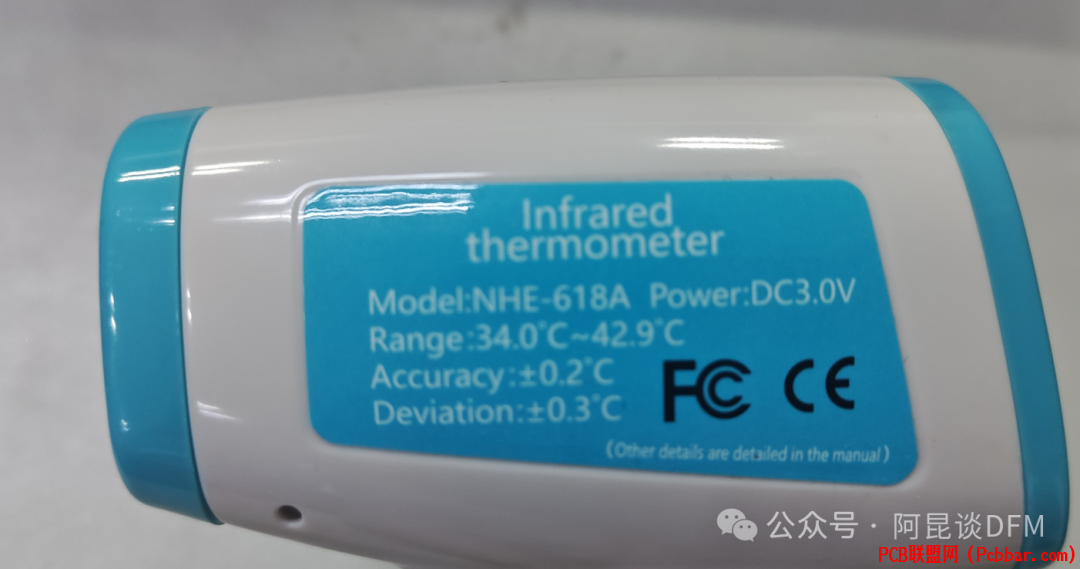 Infrared
thermometer
Model:NHE-618A Power:DC3.0V
Range:34.0°C~42.9°C
Accuracy:±0.2°C
Deviation:±0.3°C
FC CE
(Other details are detailed in the manual)
公众号 · 阿昆谈DFM
PCB联盟网(Pcbbar.com)